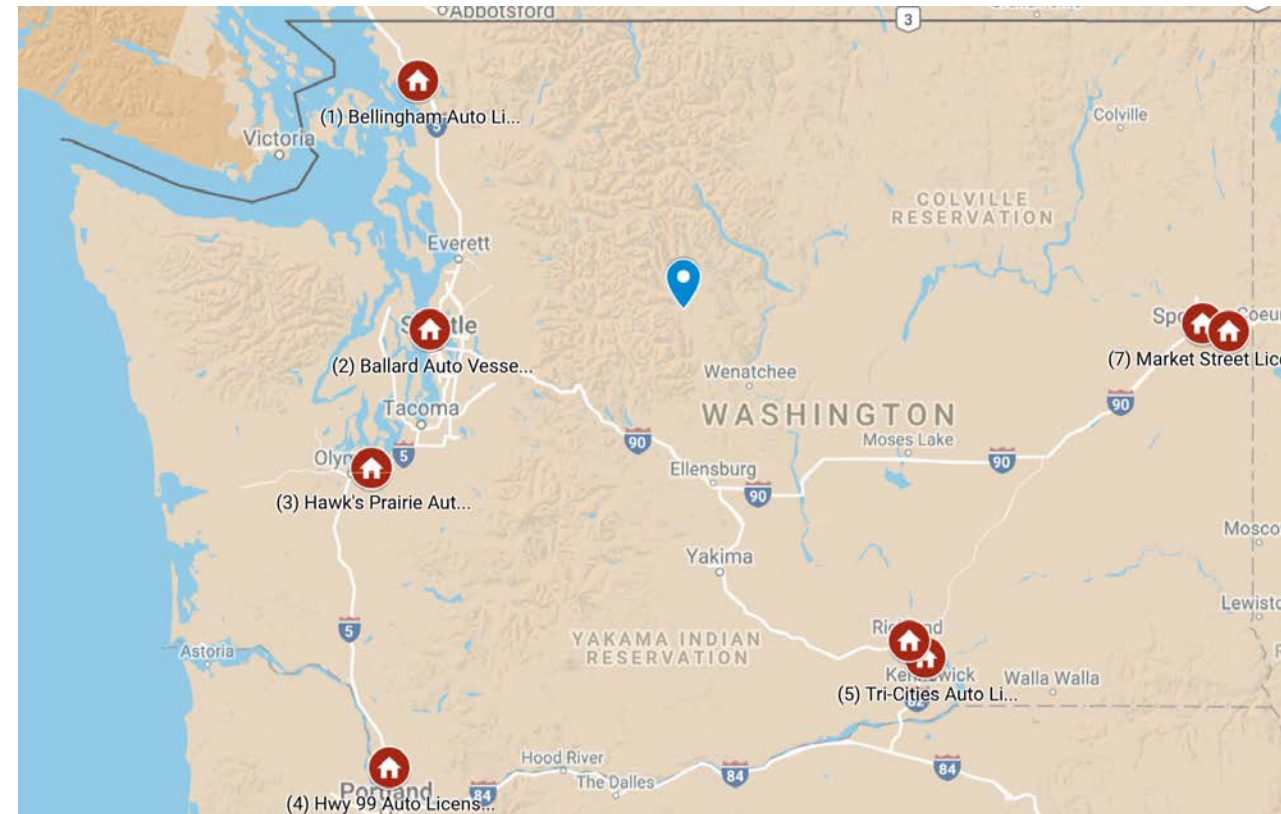 Abbotsford
3
(1) Bellingham Auto Li...
5
Victoria
Colville
COLVILLE
RESERVATION
Everett
(2) Ballard Auto Vesse...
(7) Market Street Lice
Wenatchee
Tacoma
WASHINGTON
90
90
Moses Lake
90
5
Ellensburg
90
(3) Hawk's Prairie Aut...
Mosco
Yakima
Lewisto
5
YAKAMA INDIAN
RESERVATION
Astoria
Walla Walla
(5) Tri-Cities Auto Li...
82
Hood River
The Dalles
84
84
84
(4) Hwy 99 Auto Licens...